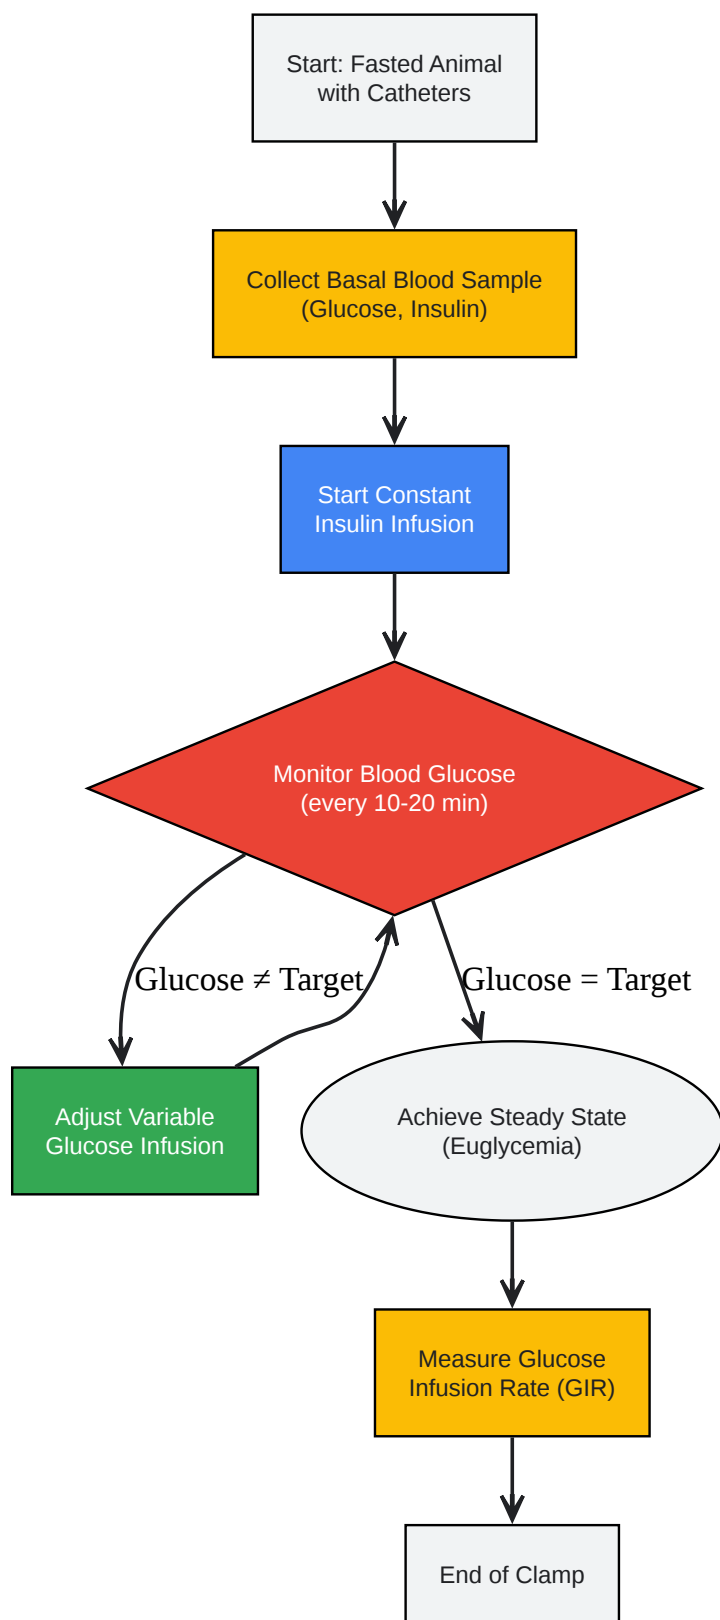 Start: Fasted Animal
with Catheters
Collect Basal Blood Sample
(Glucose, Insulin)
Start Constant
Insulin Infusion
Monitor Blood Glucose
(every 10-20 min)
Glucose ≠ Target
Glucose = Target
Adjust Variable
Glucose Infusion
Achieve Steady State
(Euglycemia)
Measure Glucose
Infusion Rate (GIR)
End of Clamp